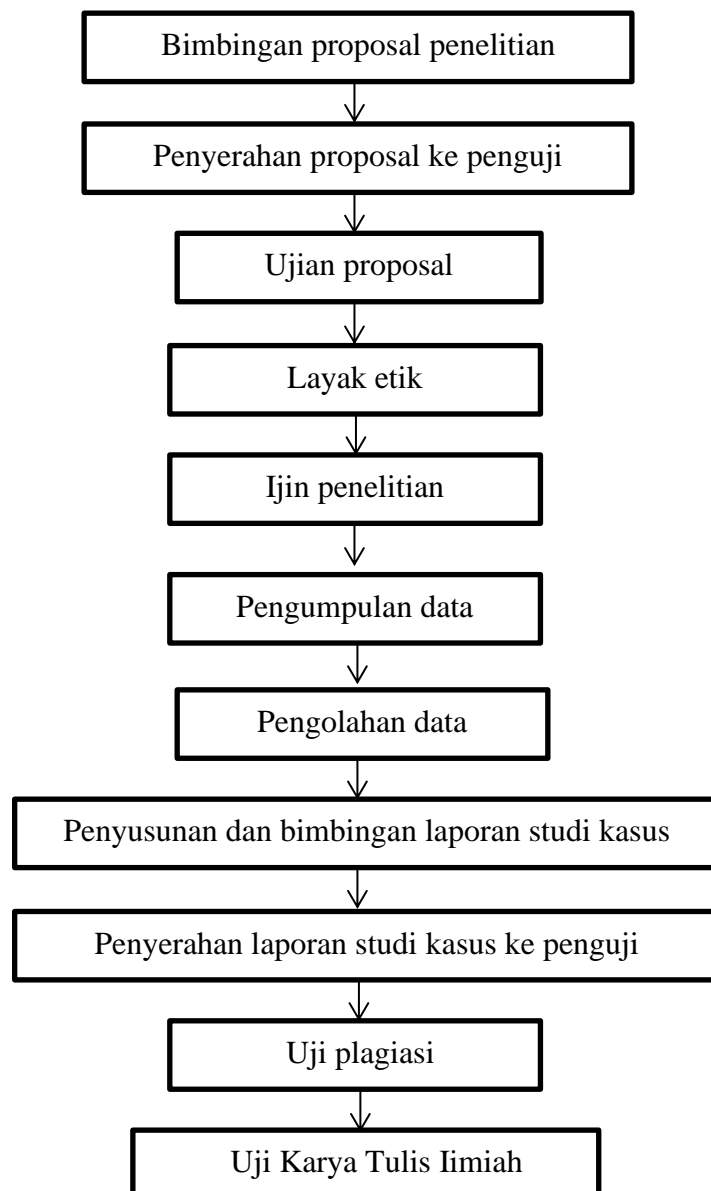 Bimbingan proposal penelitian
Penyerahan proposal ke penguji
Ujian proposal
Layak etik
Ijin penelitian
Pengumpulan data
Pengolahan data
Penyusunan dan bimbingan laporan studi kasus
Penyerahan laporan studi kasus ke penguji
Uji plagiasi
Uji Karya Tulis Iimiah